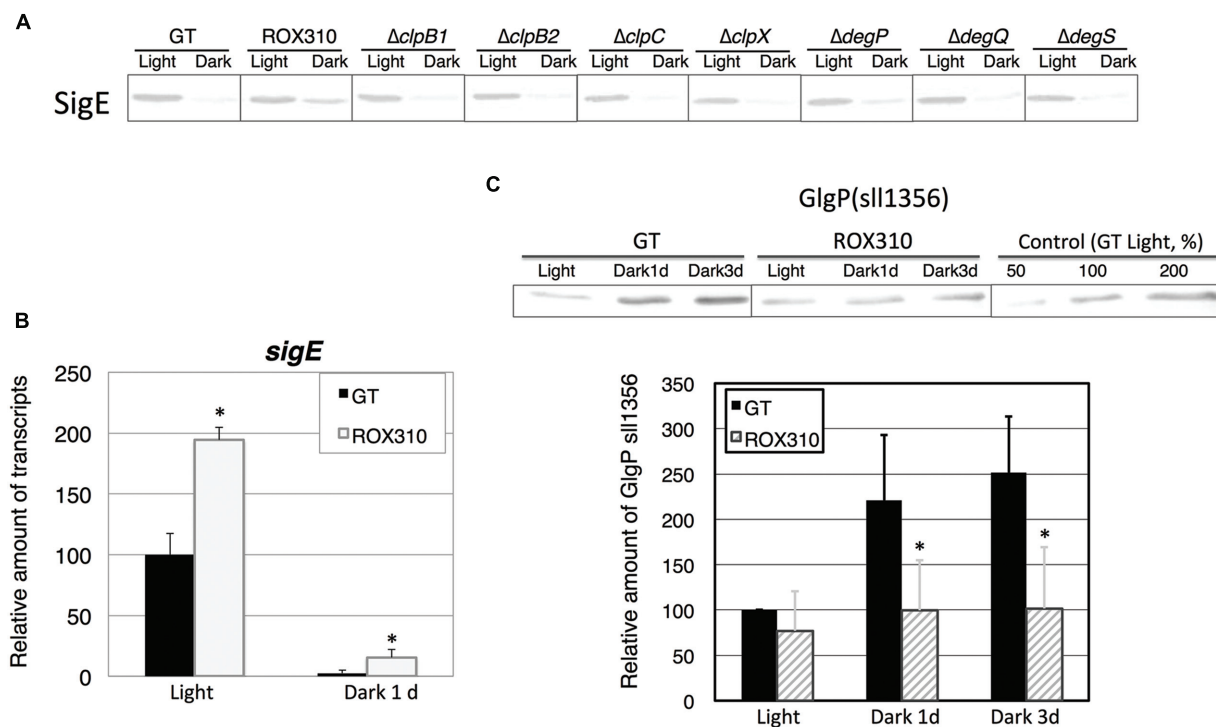 A
GT ROX310 ΔclpB1 ΔclpB2 ΔclpC ΔclpX ΔdegP ΔdegQ ΔdegS
Light Dark Light Dark Light Dark Light Dark Light Dark Light Dark Light Dark Light Dark Light Dark
SigE
C
GlgP(sll1356)
GT ROX310 Control (GT Light, %)
Light Dark1d Dark3d Light Dark1d Dark3d 50 100 200
B
sigE
Relative amount of transcripts
250
200
150
100
50
0
GT
ROX310
*
*
Light Dark 1 d
Relative amount of GlgP sll1356
350
300
250
200
150
100
50
0
GT
ROX310
*
*
Light Dark 1d Dark 3d